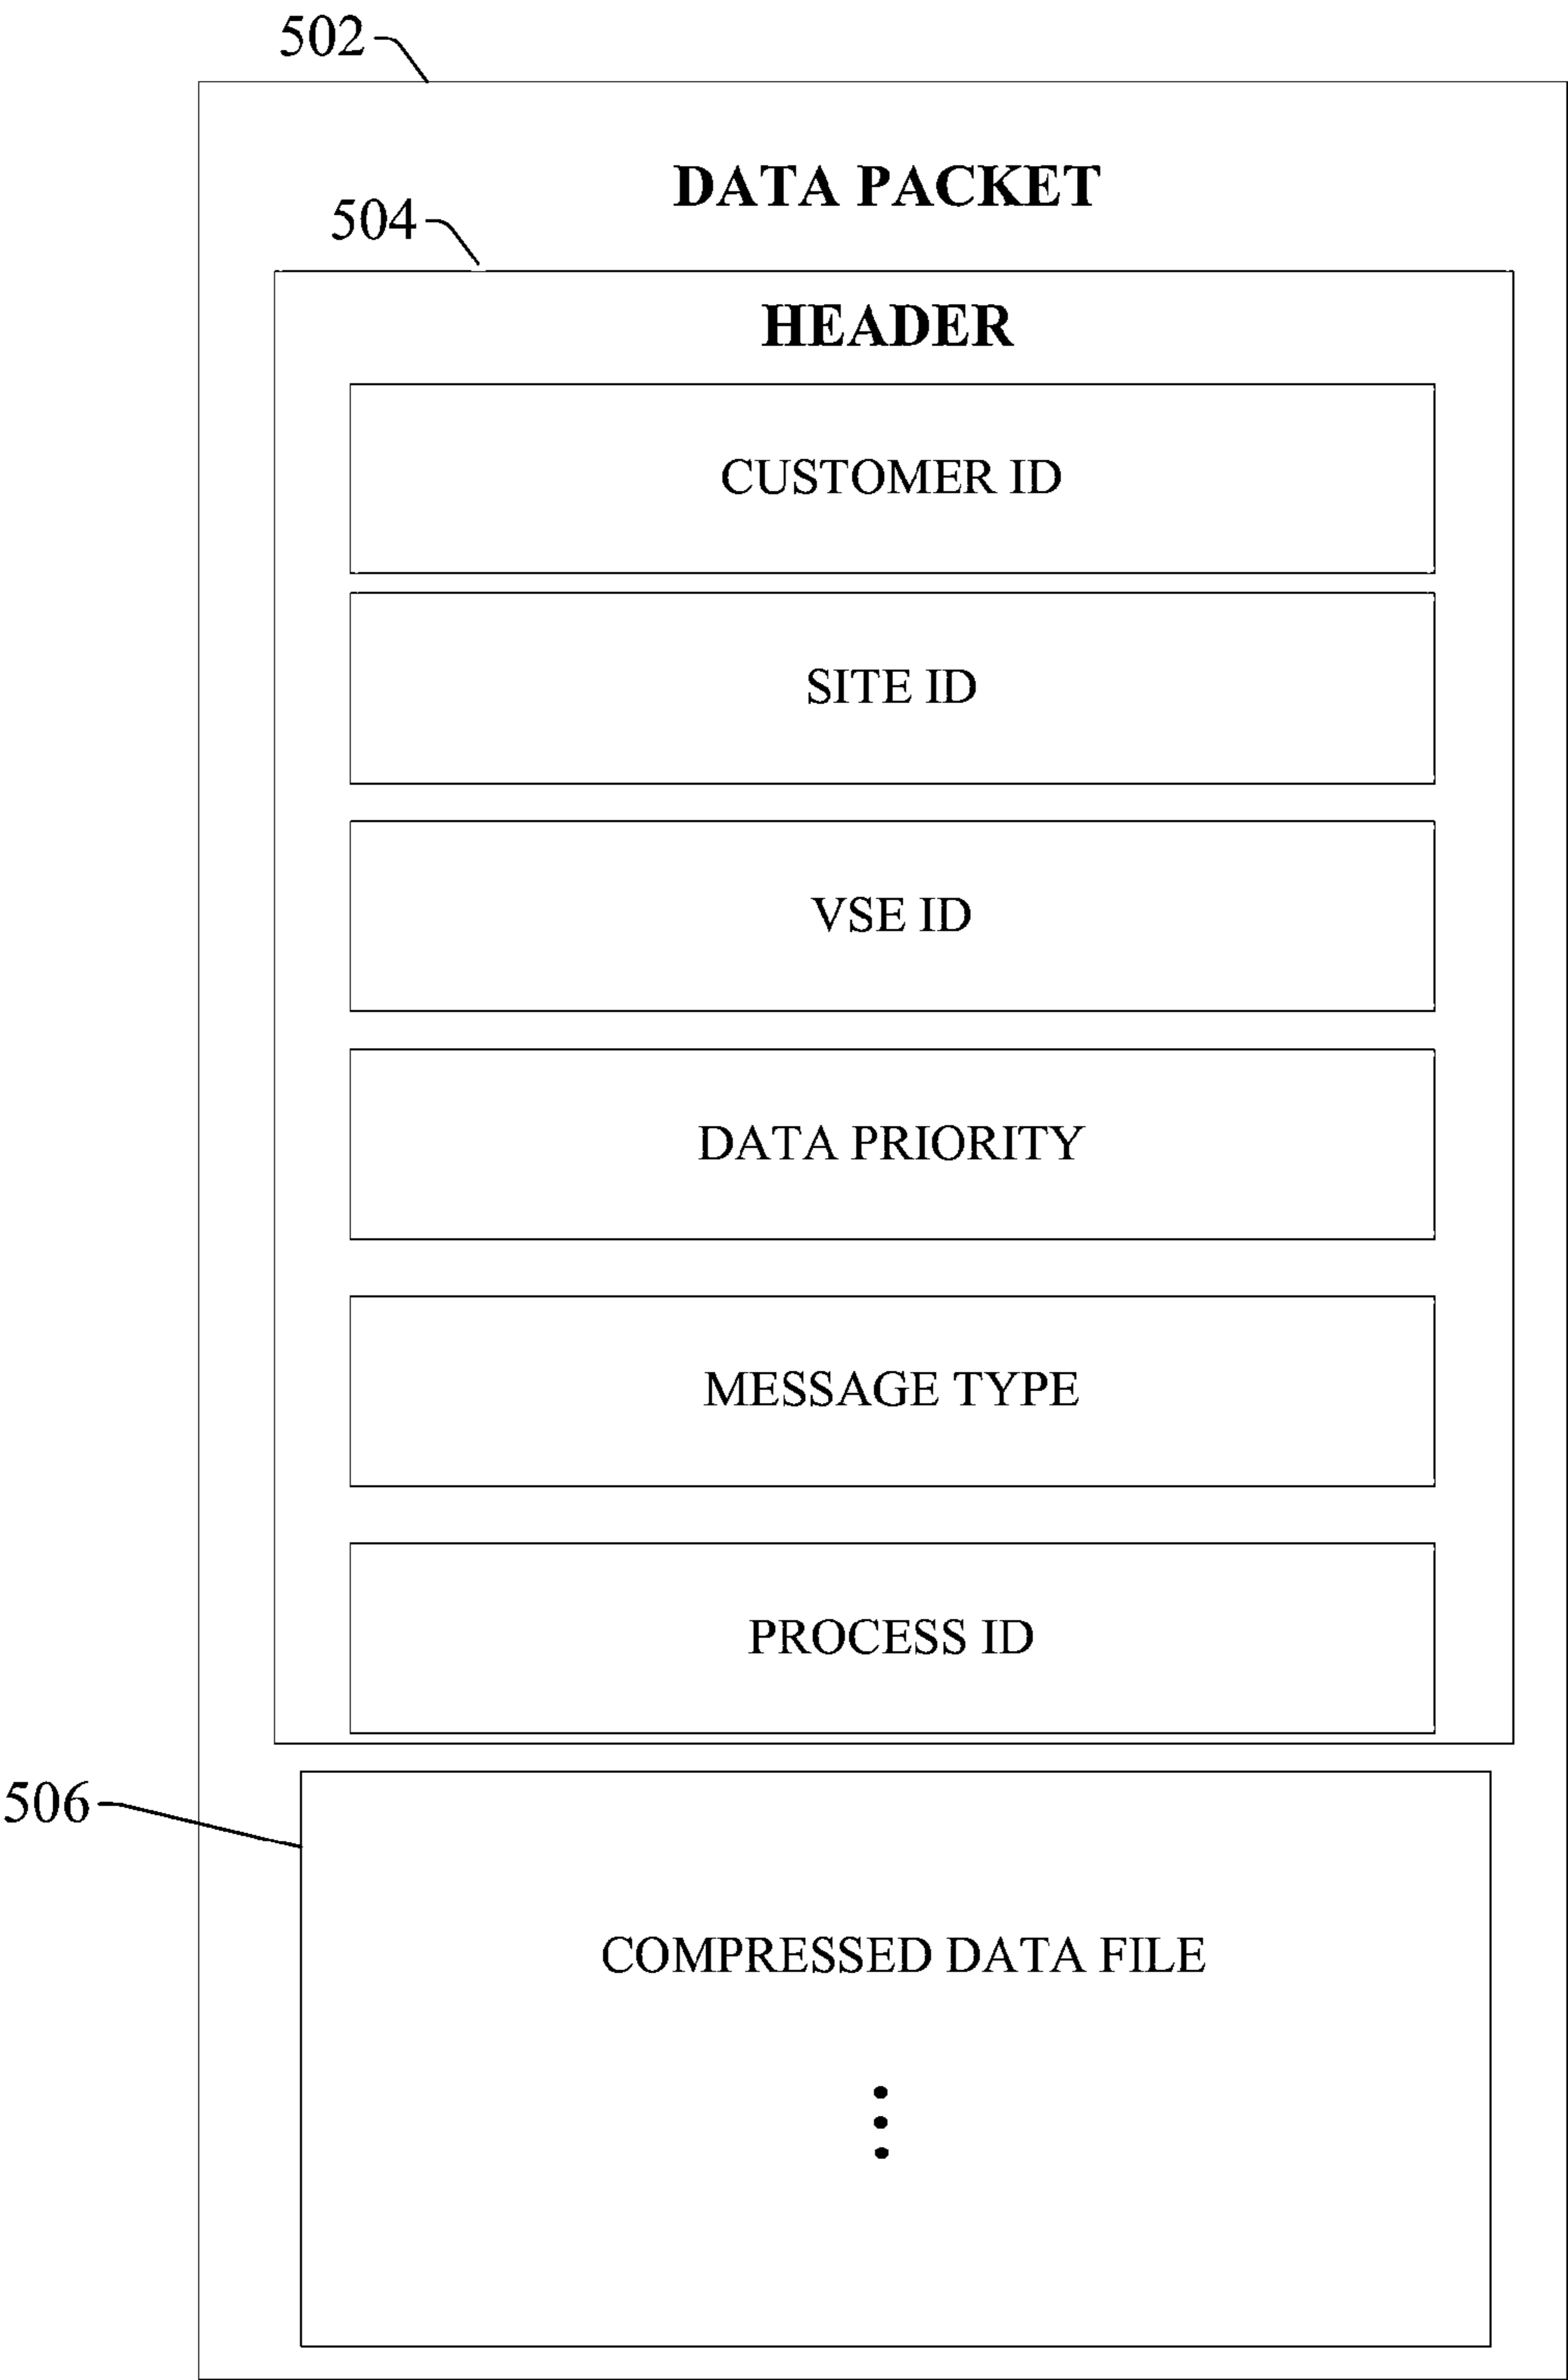 502
DATA PACKET
504
HEADER
CUSTOMER ID
SITE ID
VSE ID
DATA PRIORITY
MESSAGE TYPE
PROCESS ID
506
COMPRESSED DATA FILE